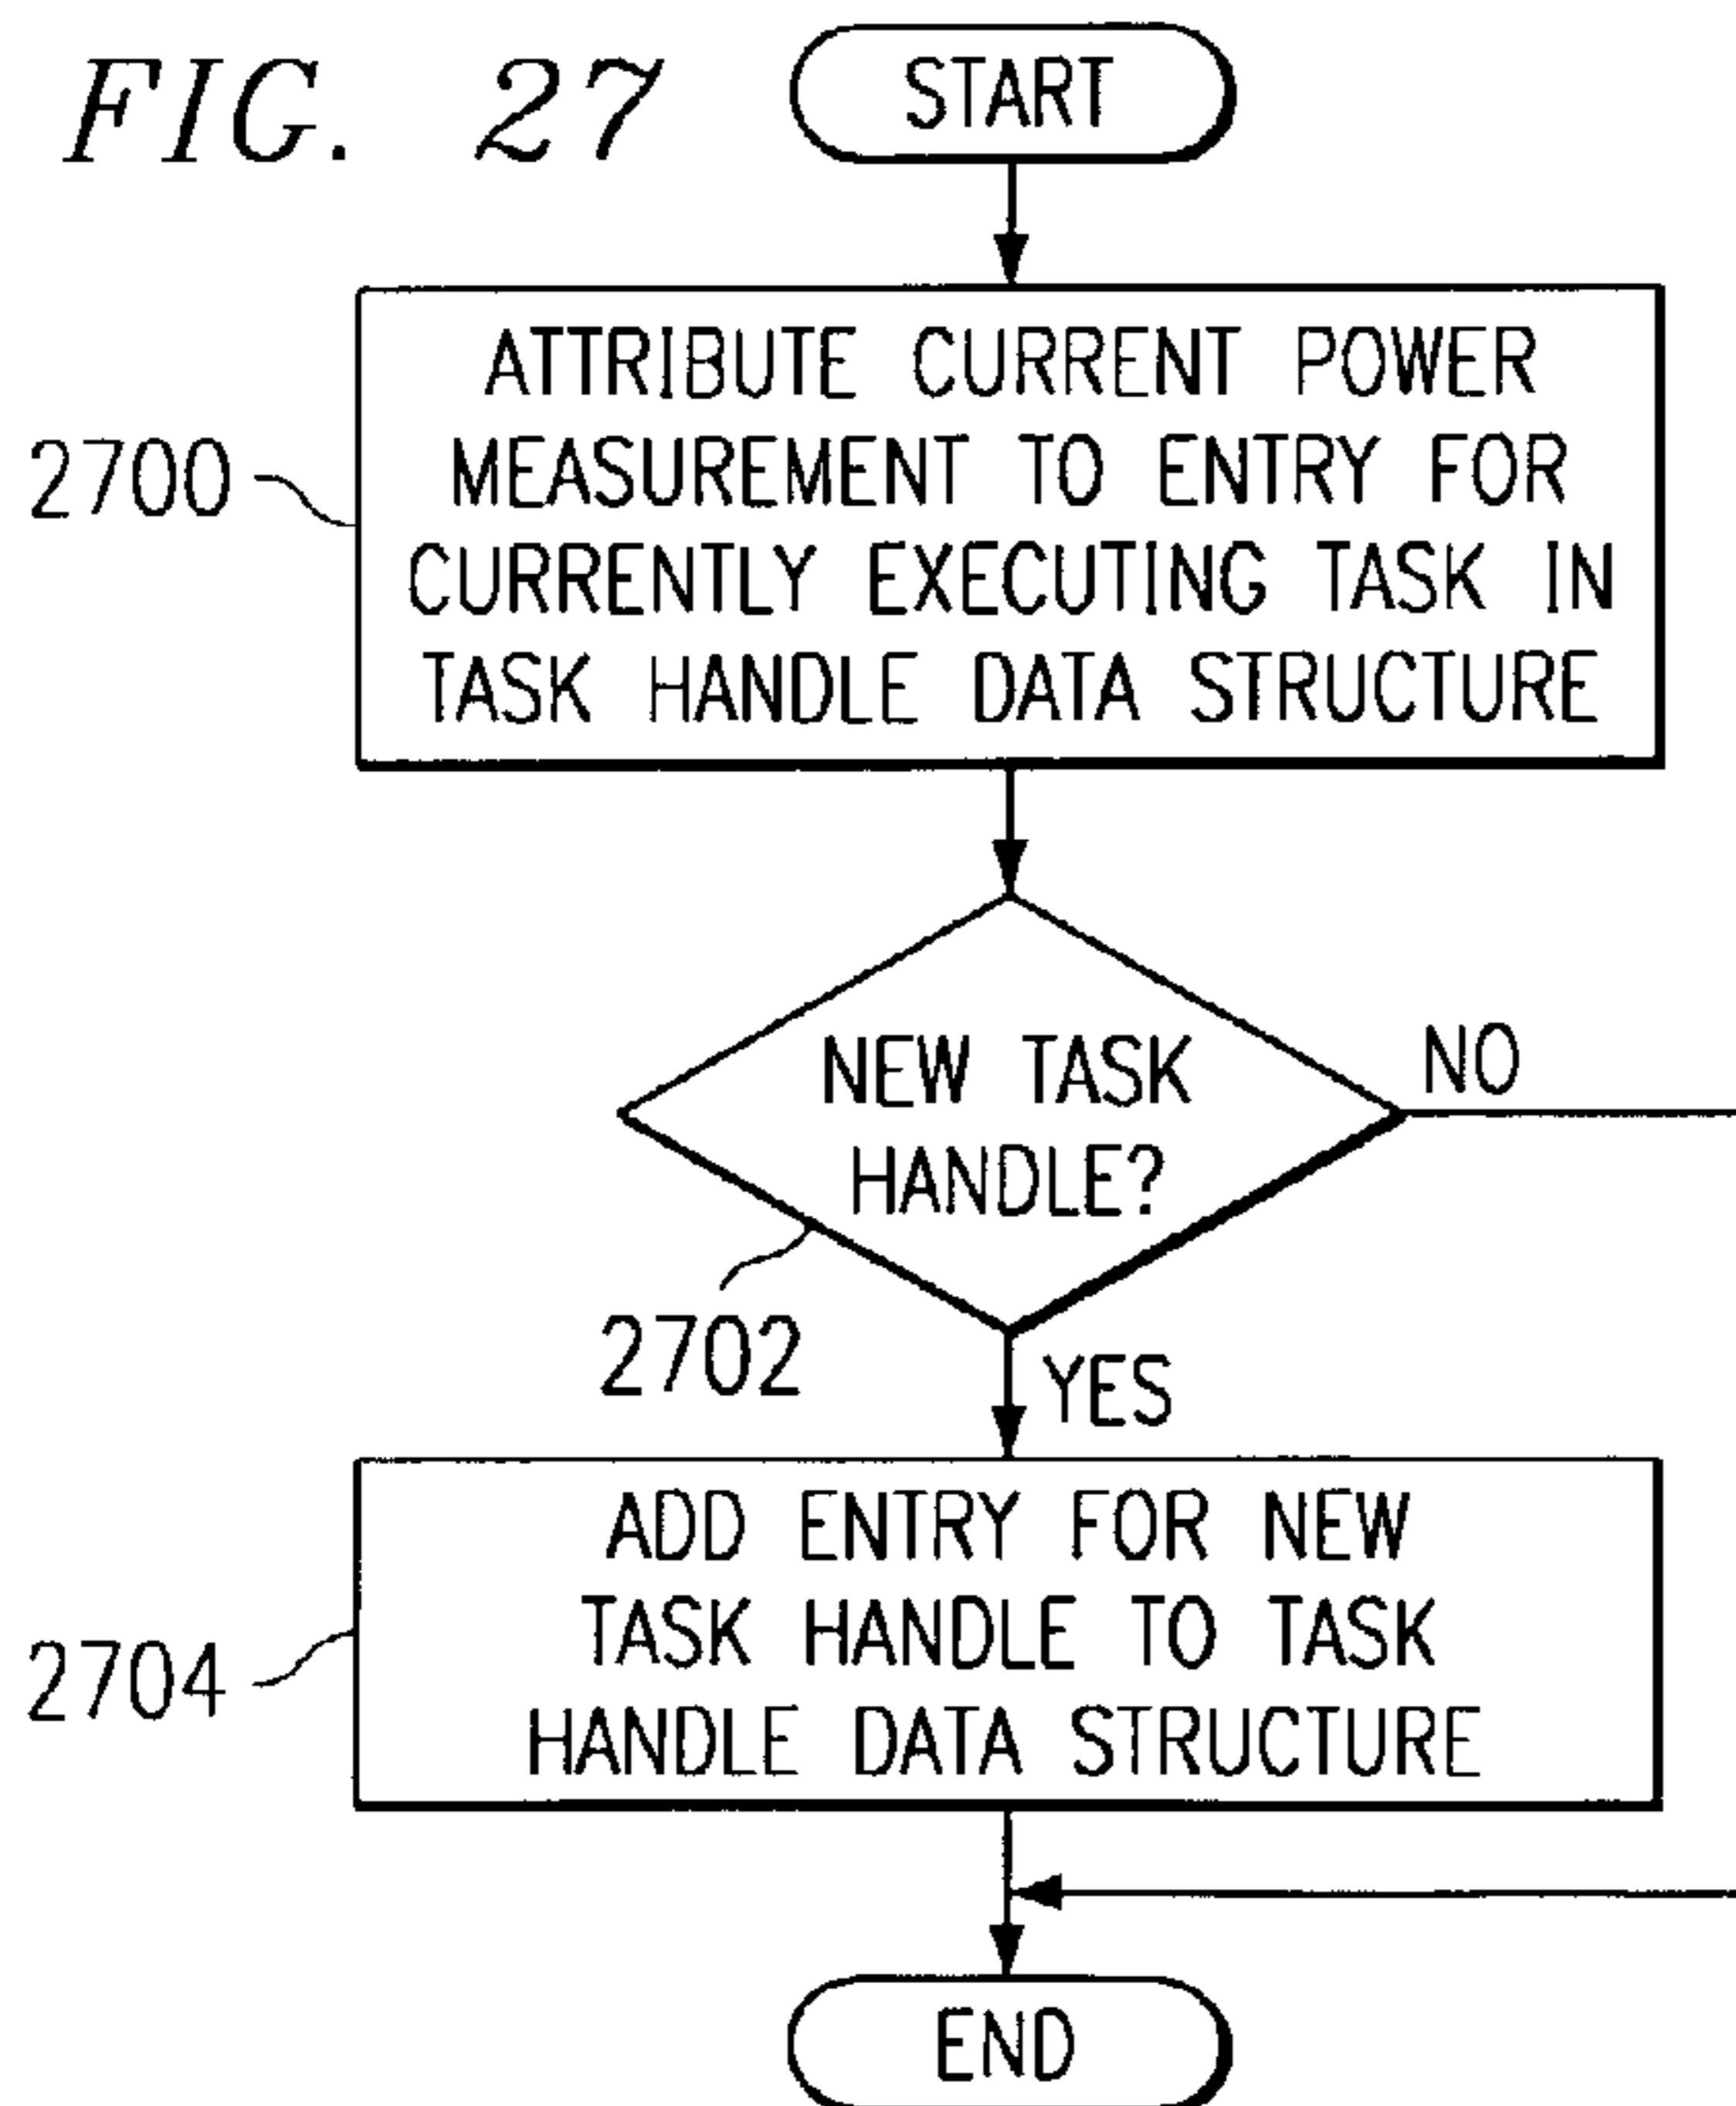 FIG. 27
START
2700
ATTRIBUTE CURRENT POWER
MEASUREMENT TO ENTRY FOR
CURRENTLY EXECUTING TASK IN
TASK HANDLE DATA STRUCTURE
NEW TASK
HANDLE?
NO
2702
YES
2704
ADD ENTRY FOR NEW
TASK HANDLE TO TASK
HANDLE DATA STRUCTURE
END